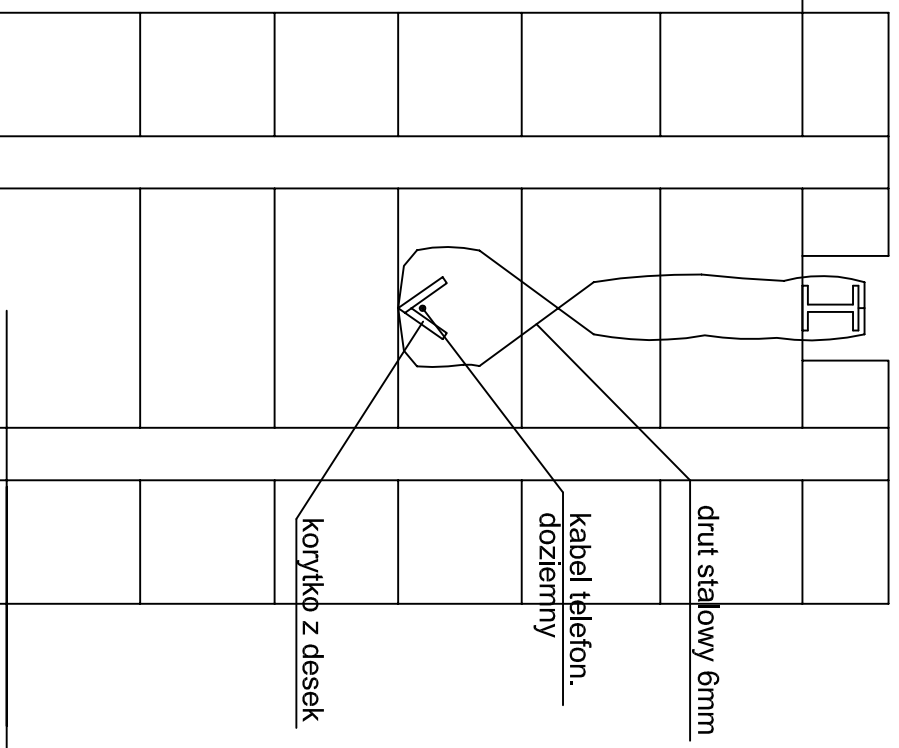 drut stalowy 6mm
kabel telefon.
doziemny
korytko z desek